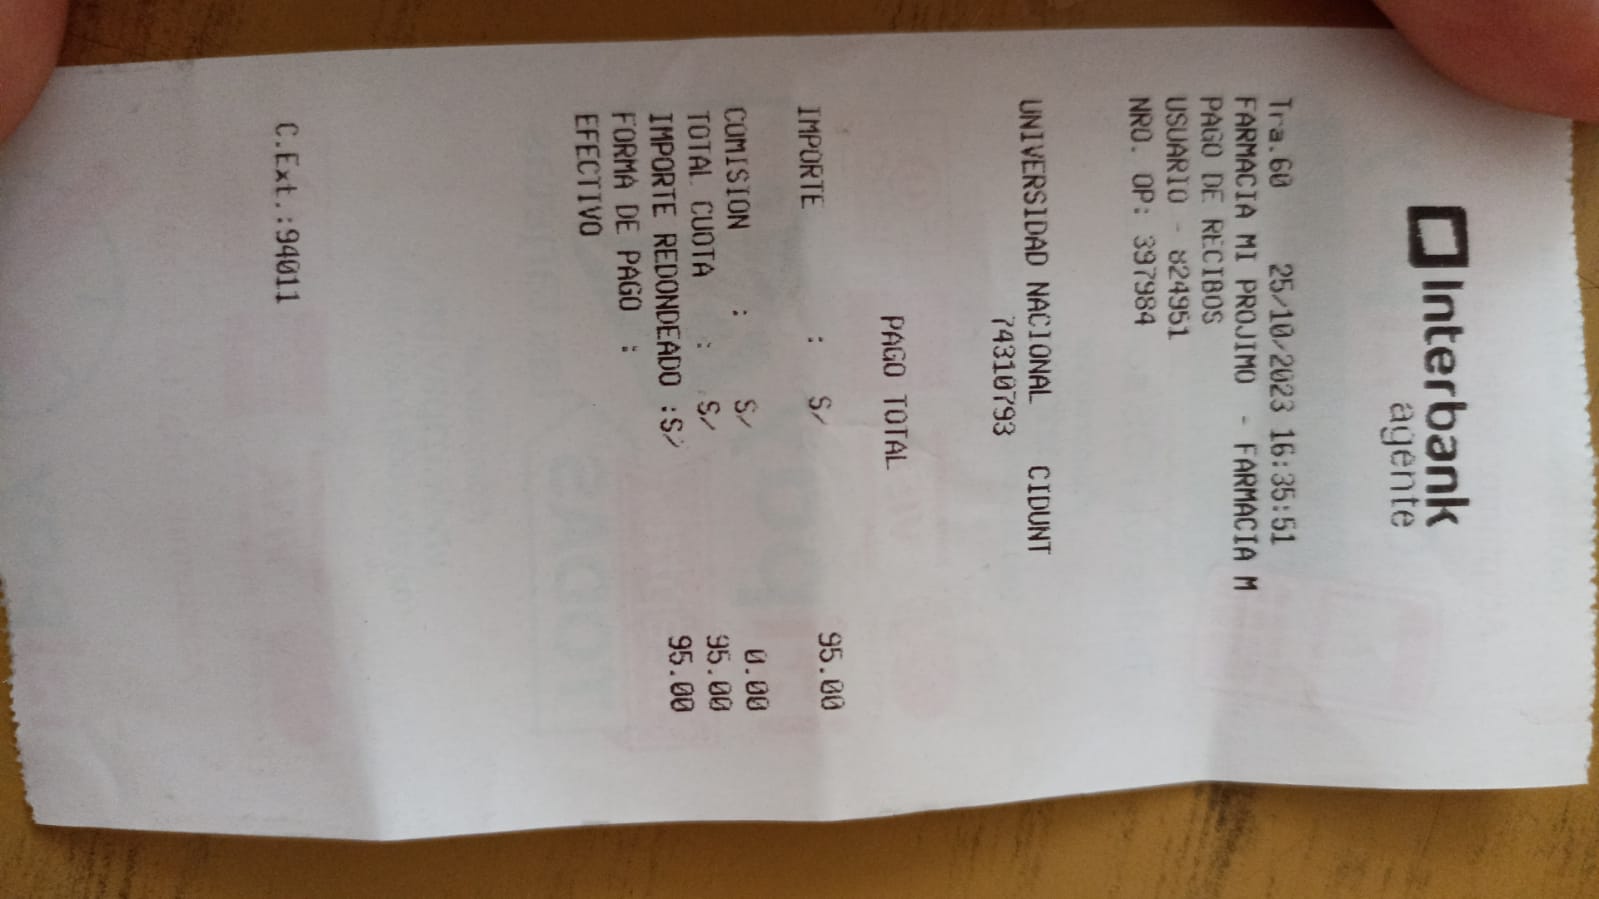 Interbank
agente
Tra.60 25/10/2023 16:35:51
FARMACIA MI PROJIMO - FARMACIA M
PAGO DE RECIBOS
USUARIO - 824951
NRO. OP: 397984
UNIVERSIDAD NACIONAL CIDUNT
74310793
PAGO TOTAL
IMPORTE : S/ 95.00
COMISION : S/ 0.00
TOTAL CUOTA : S/ 95.00
IMPORTE REDONDEADO :S/ 95.00
FORMA DE PAGO :
EFECTIVO
C.Ext.:94011